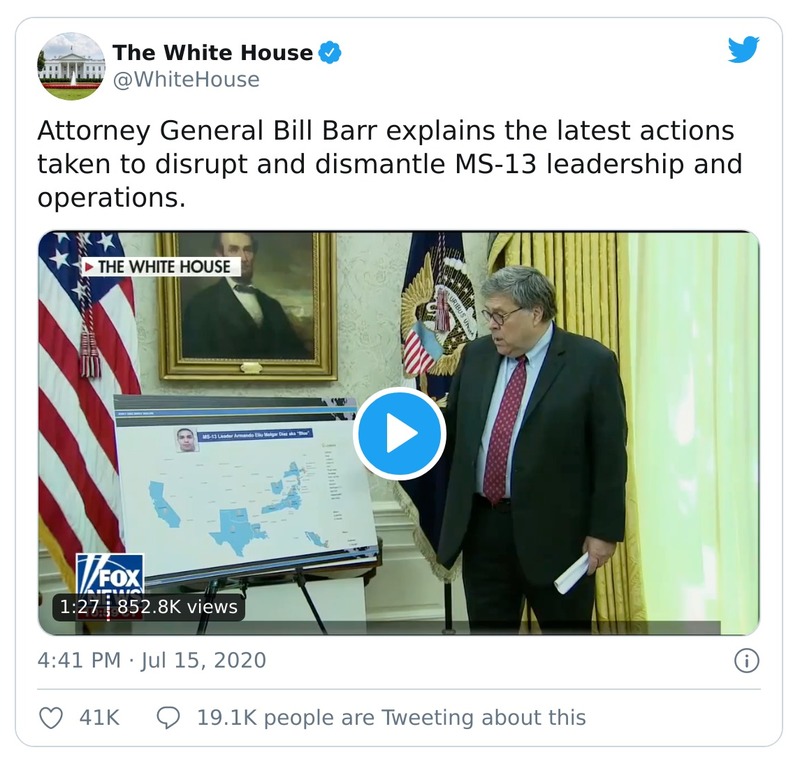 The White House
@WhiteHouse
Attorney General Bill Barr explains the latest actions
taken to disrupt and dismantle MS-13 leadership and
operations.
THE WHITE HOUSE
MS-13 Leader Armando Eliu Melgar Diaz aka "Blue"
FOX
NEWS
1:27 852.8K views
4:41 PM · Jul 15, 2020
41K 19.1K people are Tweeting about this